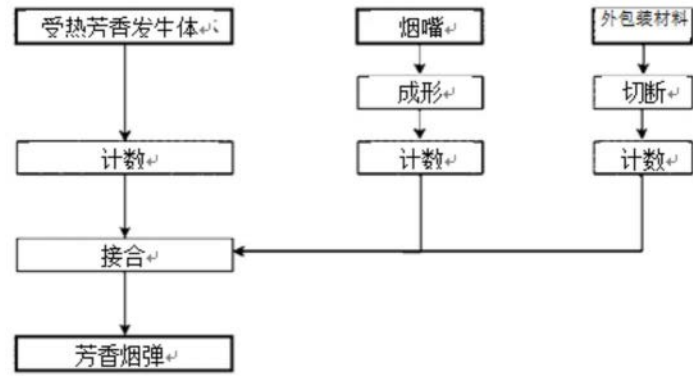 受热芳香发生体
烟嘴
外包装材料
成形
切断
计数
计数
计数
接合
芳香烟弹